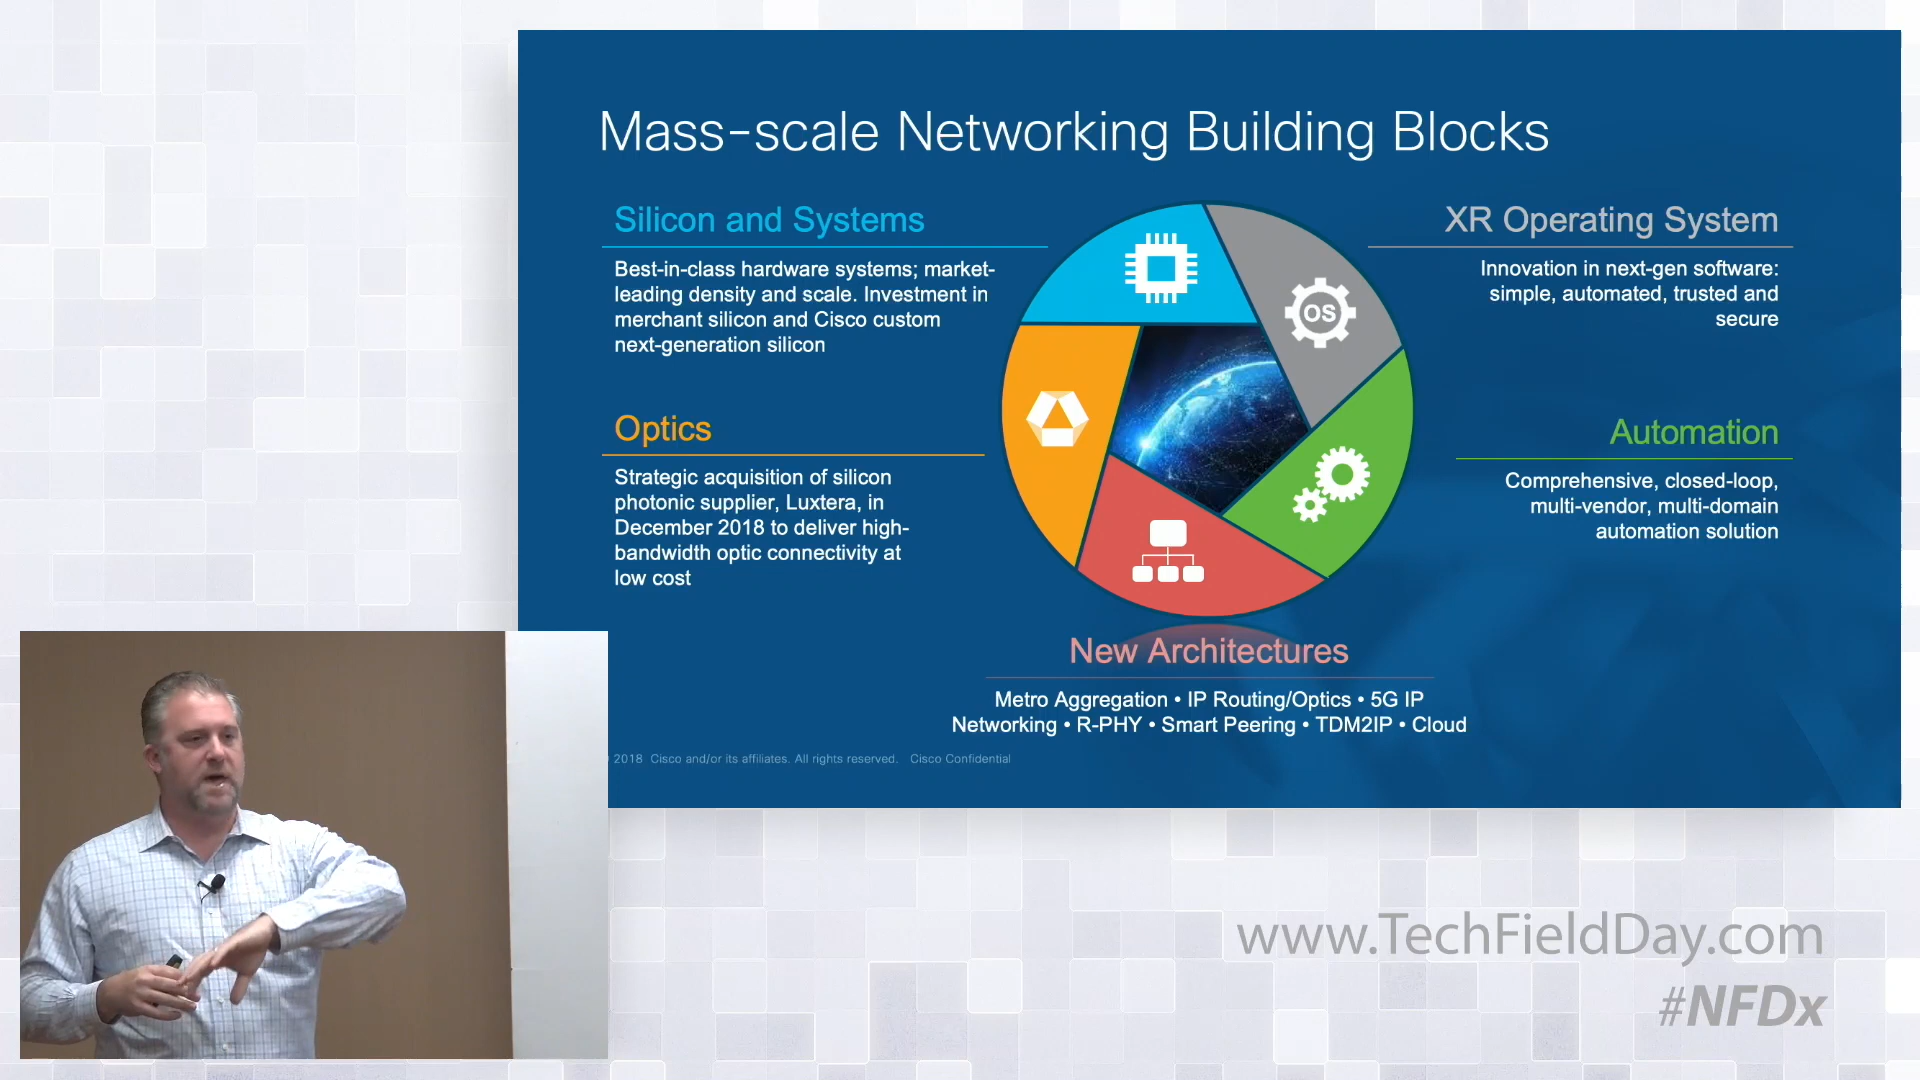 Mass-scale Networking Building Blocks
Silicon and Systems
Best-in-class hardware systems; market-
leading density and scale. Investment in
merchant silicon and Cisco custom
next-generation silicon
Optics
Strategic acquisition of silicon
photonic supplier, Luxtera, in
December 2018 to deliver high-
bandwidth optic connectivity at
low cost
XR Operating System
Innovation in next-gen software:
simple, automated, trusted and
secure
OS
Automation
Comprehensive, closed-loop,
multi-vendor, multi-domain
automation solution
New Architectures
Metro Aggregation • IP Routing/Optics • 5G IP
Networking • R-PHY • Smart Peering • TDM2IP • Cloud
2018 Cisco and/or its affiliates. All rights reserved. Cisco Confidential
www.TechFieldDay.com
#NFDx